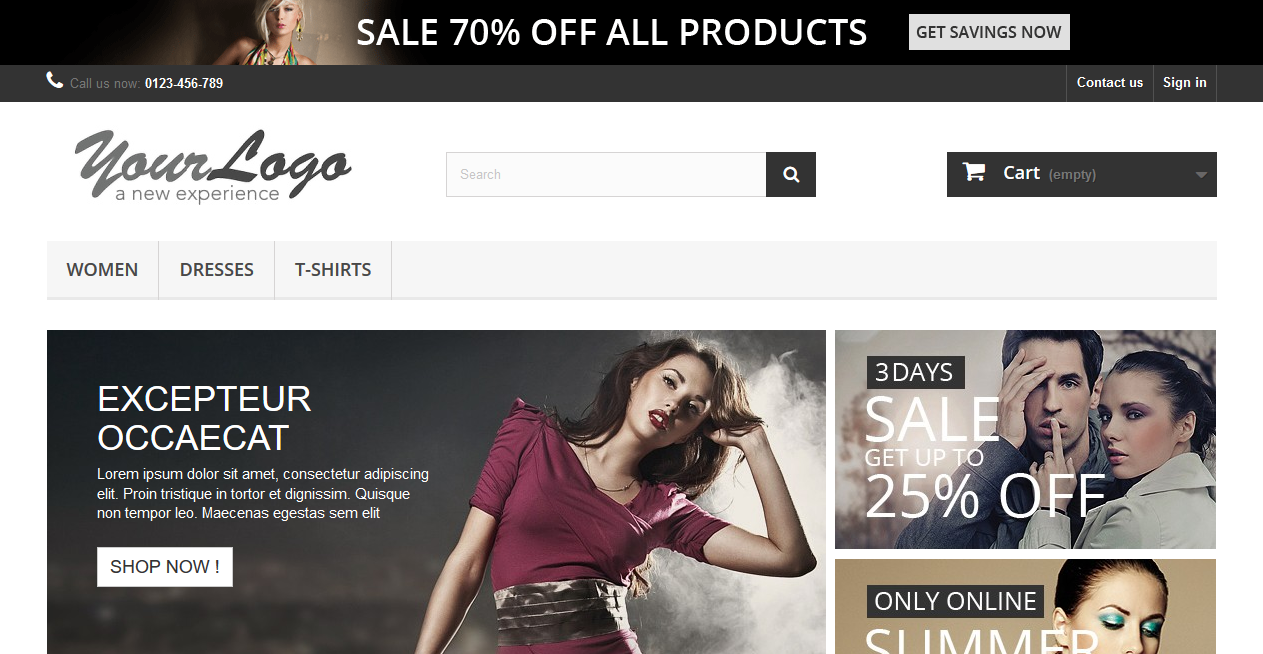 SALE 70% OFF ALL PRODUCTS
GET SAVINGS NOW
Call us now: 0123-456-789
Contact us
Sign in
YourLogo
a new experience
Search
Cart (empty)
WOMEN
DRESSES
T-SHIRTS
EXCEPTEUR
OCCAECAT
Lorem ipsum dolor sit amet, consectetur adipiscing
elit. Proin tristique in tortor et dignissim. Quisque
non tempor leo. Maecenas egestas sem elit
SHOP NOW !
3 DAYS
SALE
GET UP TO
25% OFF
ONLY ONLINE
SUMMER